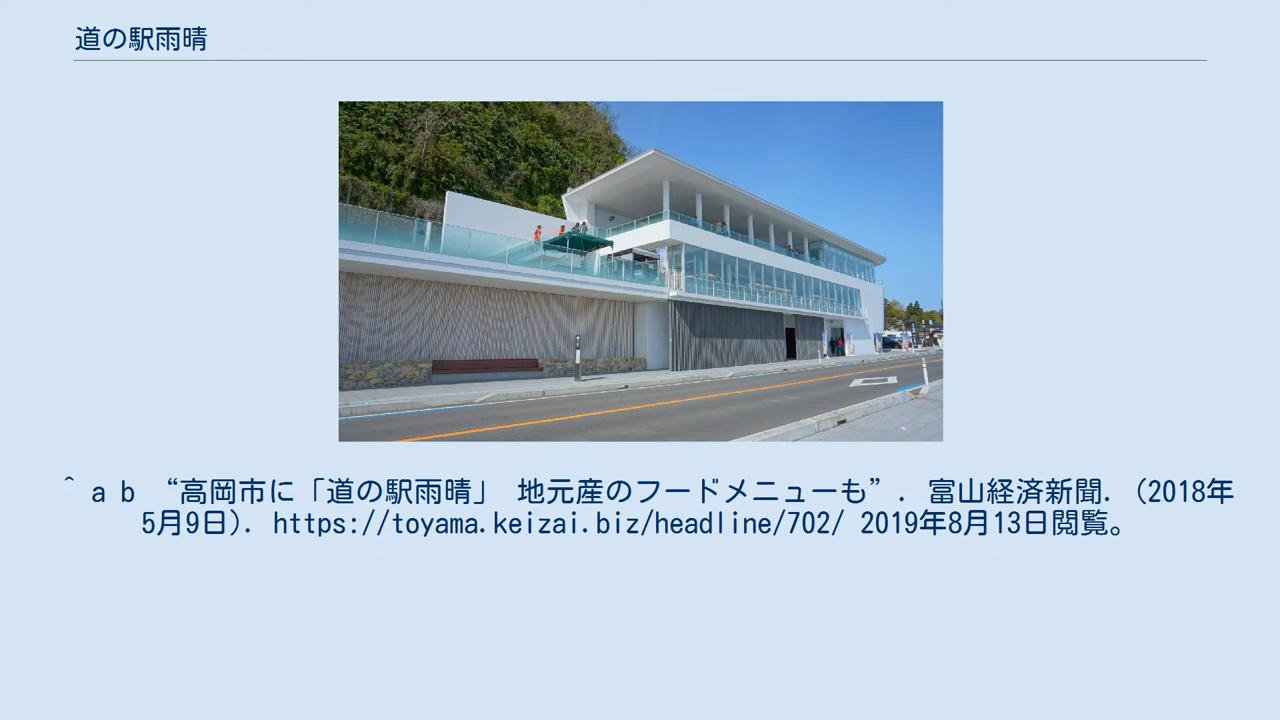 道の駅雨晴
^ a b “高岡市に「道の駅雨晴」 地元産のフードメニューも”. 富山経済新聞. (2018年
5月9日). https://toyama.keizai.biz/headline/702/ 2019年8月13日閲覧。